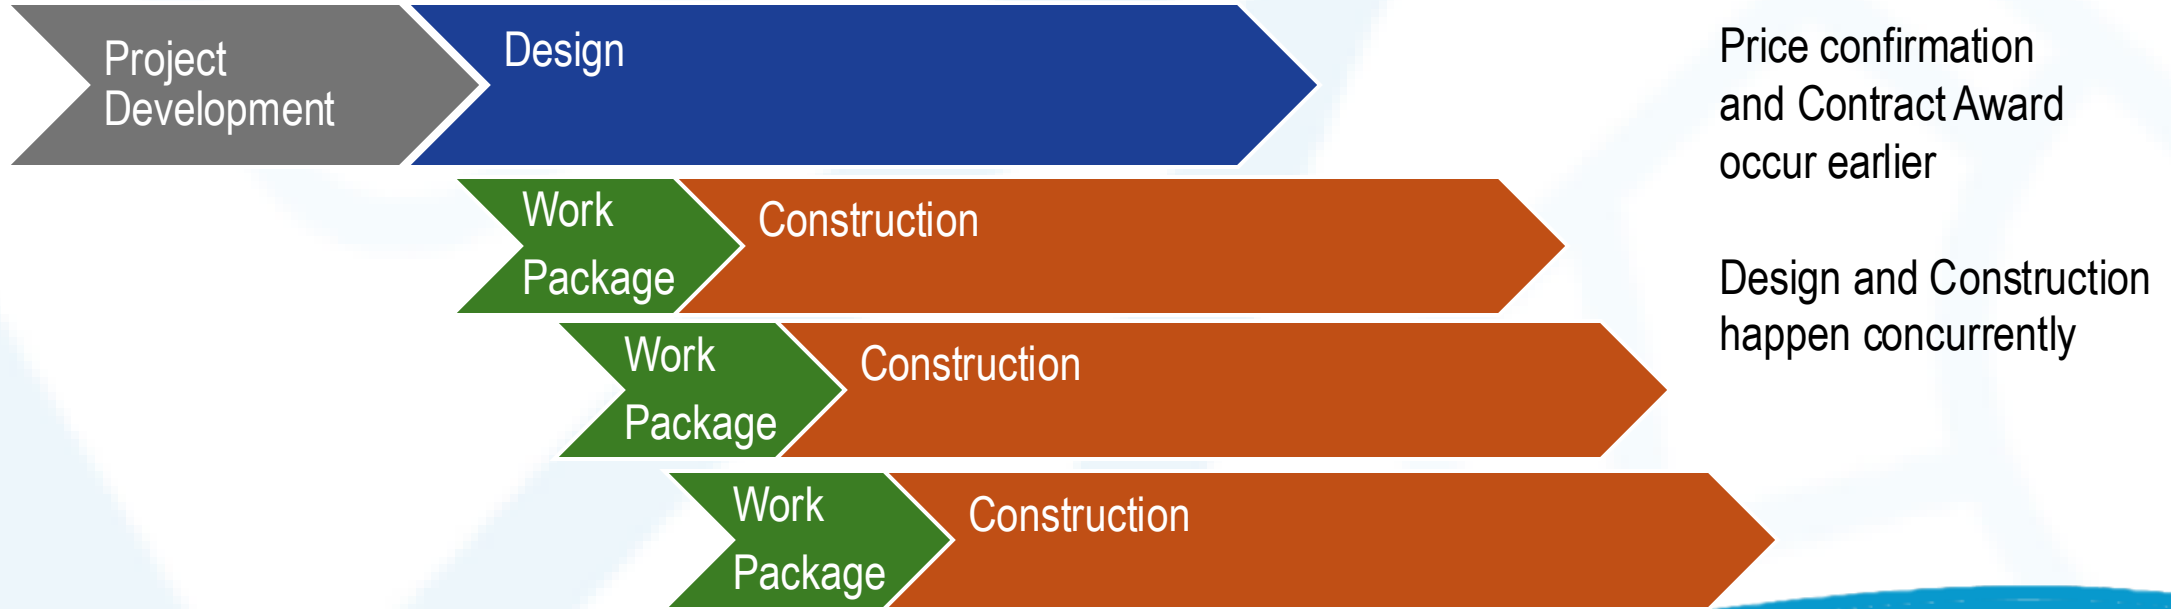 Project
Development
Design
Work
Package
Construction
Work
Package
Construction
Work
Package
Construction
Price confirmation
and Contract Award
occur earlier
Design and Construction
happen concurrently